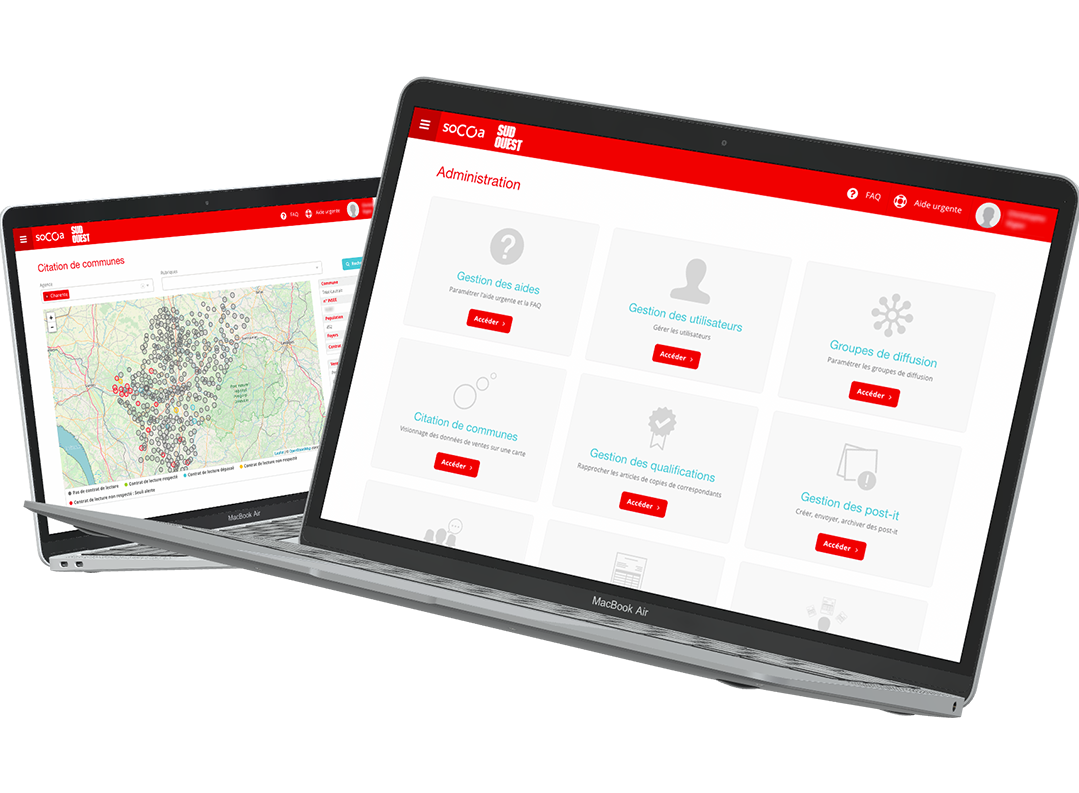 soCOa
SUD
OUEST
FAQ
Aide urgente
Administration
Gestion des aides
Paramétrer l'aide urgente et la FAQ
Accéder
Gestion des utilisateurs
Gérer les utilisateurs
Accéder
Groupes de diffusion
Paramétrer les groupes de diffusion
Accéder
Citation de communes
Visionnage des données de ventes sur une carte
Accéder
Gestion des qualifications
Rapprocher les articles de copies de correspondants
Accéder
Gestion des post-it
Créer, envoyer, archiver des post-it
Accéder
MacBook Air
soCOa
SUD
OUEST
FAQ
Aide urgente
Citation de communes
Agence
Rubriques
Charente
Commune
n° INSEE
Population
Foyers
Pas de contrat de lecture
Contrat de lecture respecté
Contrat de lecture dépassé
Contrat de lecture non respecté
Contrat de lecture non respecté : Seuil alerte
MacBook Air